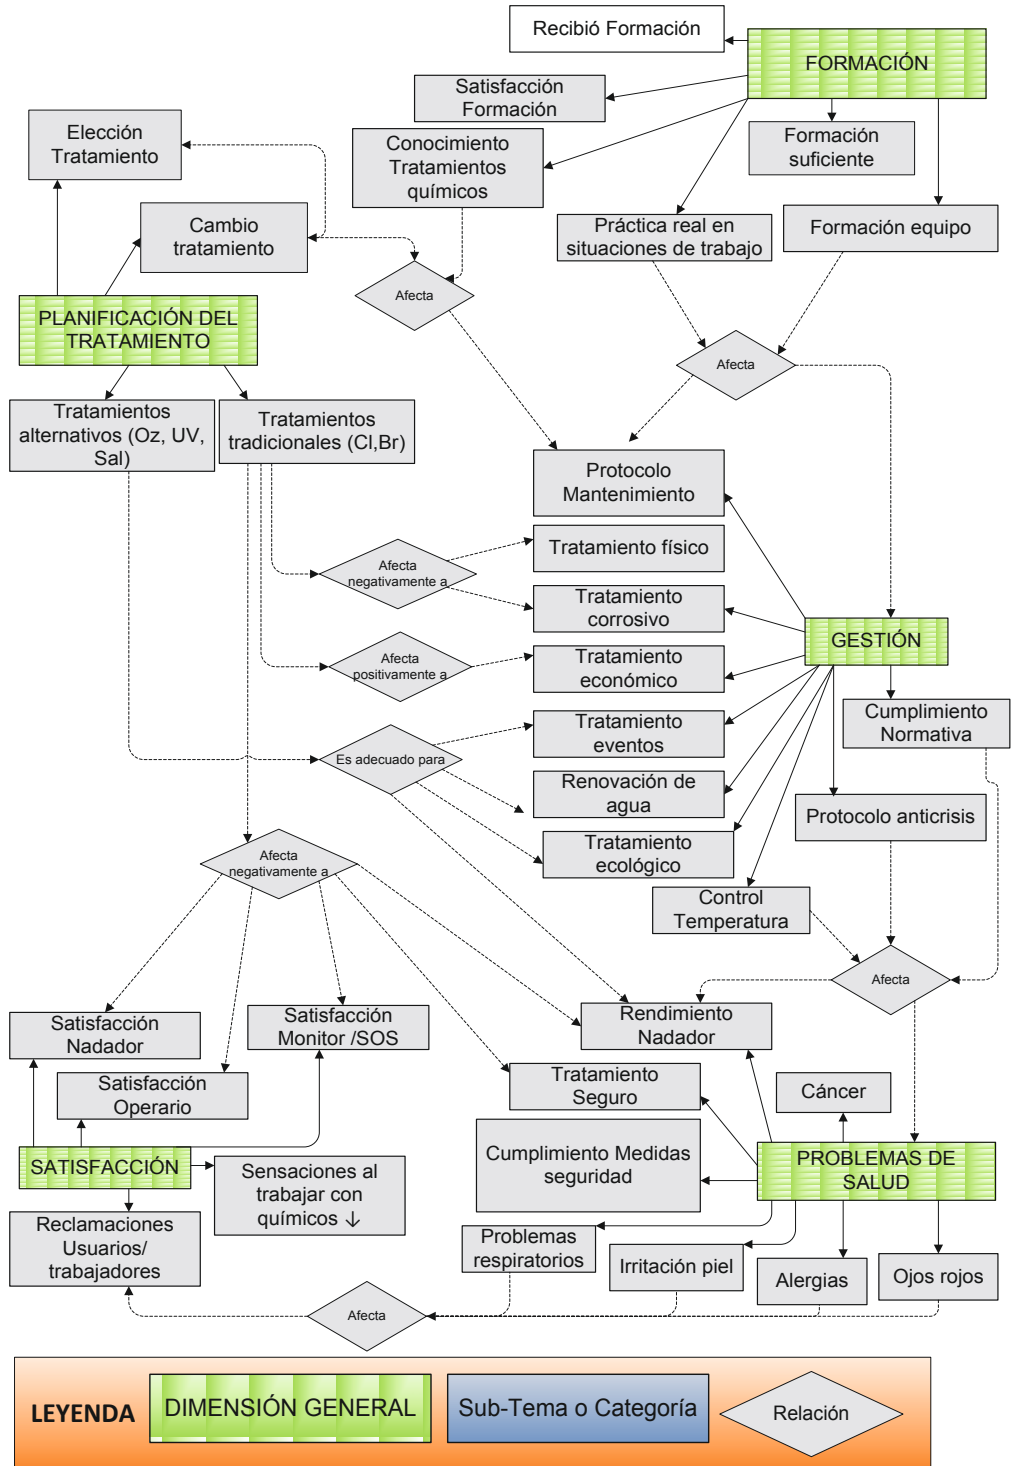 Recibió Formación
FORMACIÓN
Satisfacción
Formación
Elección
Tratamiento
Conocimiento
Tratamientos
químicos
Formación
suficiente
Cambio
tratamiento
Práctica real en
situaciones de trabajo
Formación equipo
Afecta
PLANIFICACIÓN DEL
TRATAMIENTO
Afecta
Tratamientos
alternativos (Oz, UV,
Sal)
Tratamientos
tradicionales (Cl,Br)
Protocolo
Mantenimiento
Tratamiento físico
Afecta
negativamente a
Tratamiento
corrosivo
GESTIÓN
Afecta
positivamente a
Tratamiento
económico
Cumplimiento
Normativa
Tratamiento
eventos
Es adecuado para
Renovación de
agua
Protocolo anticrisis
Tratamiento
ecológico
Afecta
negativamente a
Control
Temperatura
Afecta
Satisfacción
Nadador
Satisfacción
Monitor /SOS
Rendimiento
Nadador
Satisfacción
Operario
Tratamiento
Seguro
Cáncer
SATISFACCIÓN
Sensaciones al
trabajar con
químicos ↓
Cumplimiento Medidas
seguridad
PROBLEMAS DE
SALUD
Reclamaciones
Usuarios/
trabajadores
Problemas
respiratorios
Irritación piel
Alergias
Ojos rojos
Afecta
LEYENDA
DIMENSIÓN GENERAL
Sub-Tema o Categoría
Relación